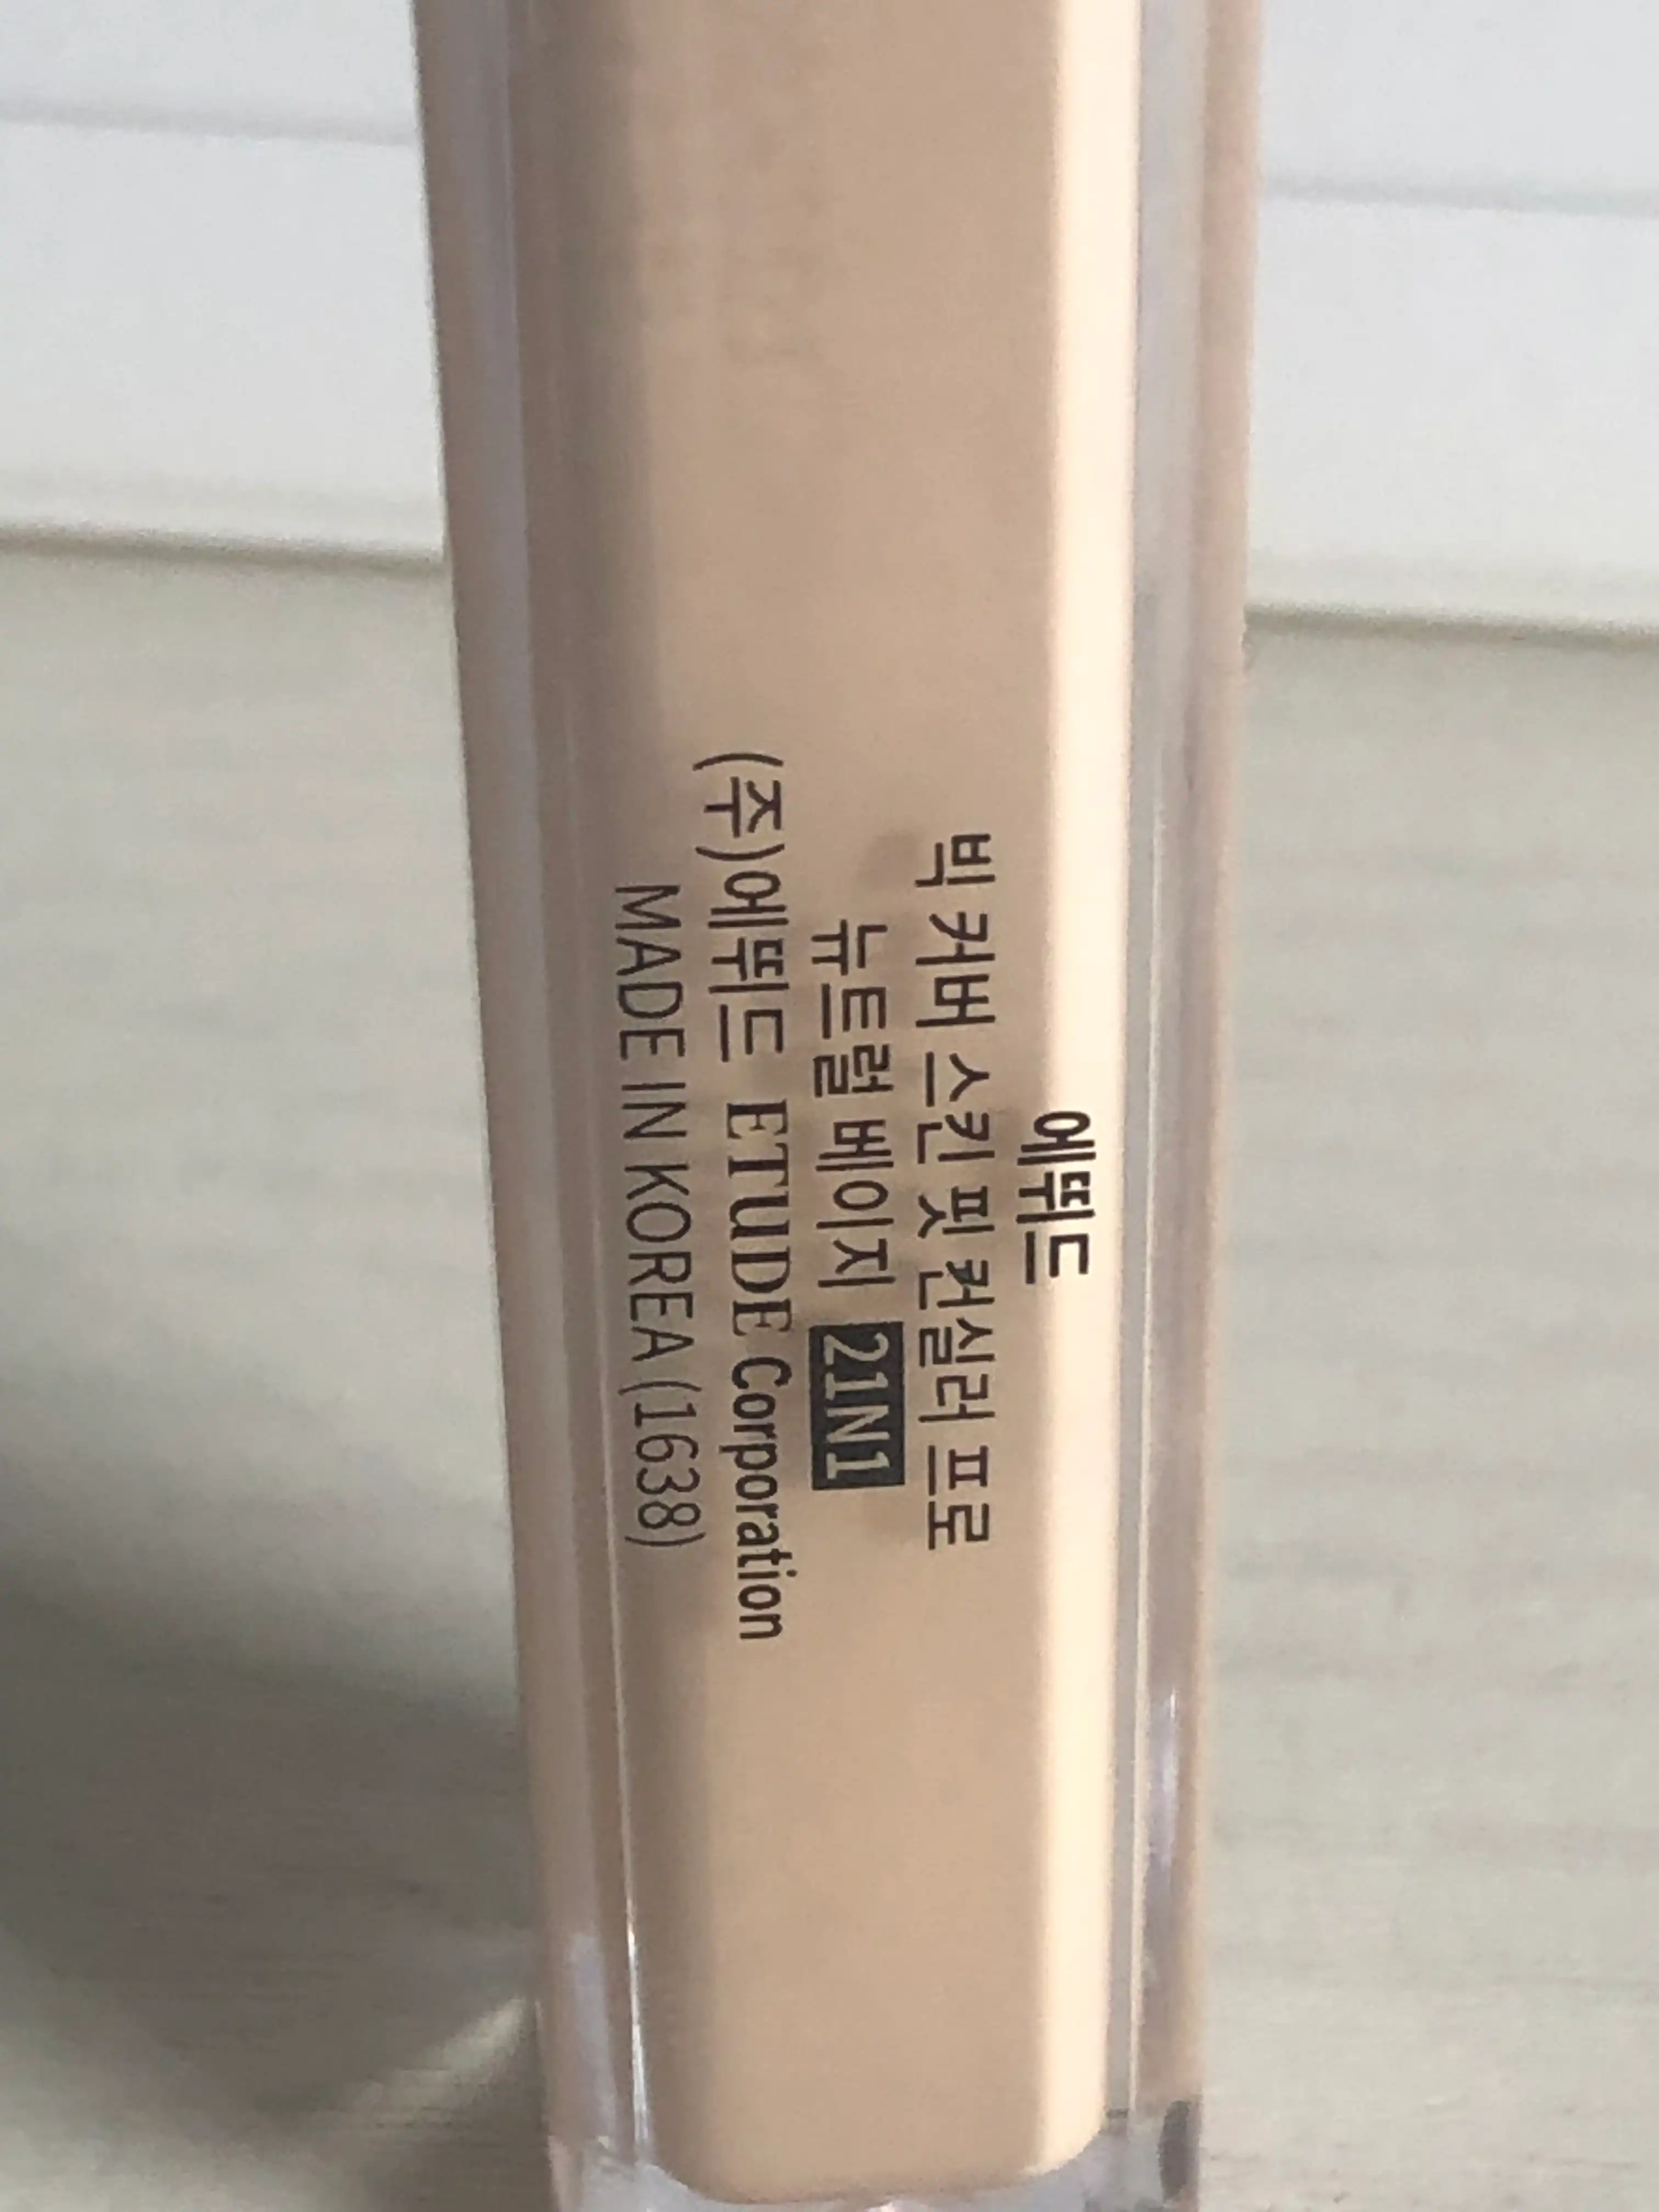 에뛰드
빅 커버 스킨 핏 컨실러 프로
뉴트럴 베이지 21N1
(주)에뛰드 ETUDE Corporation
MADE IN KOREA (1638)